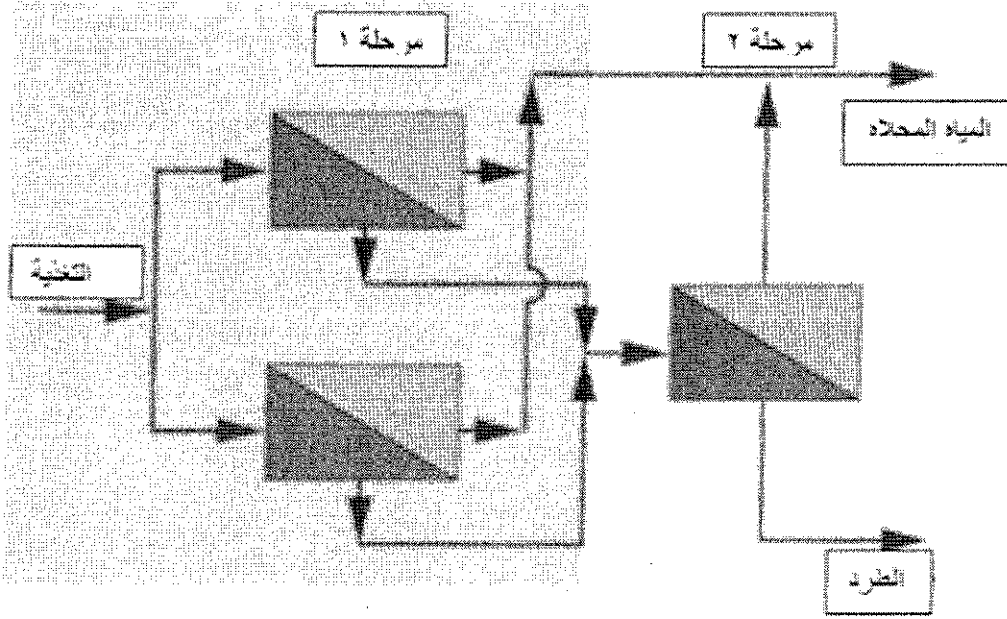 مرحلة ١
مرحلة ٢
المياه المحلاه
التغذية
الطرد